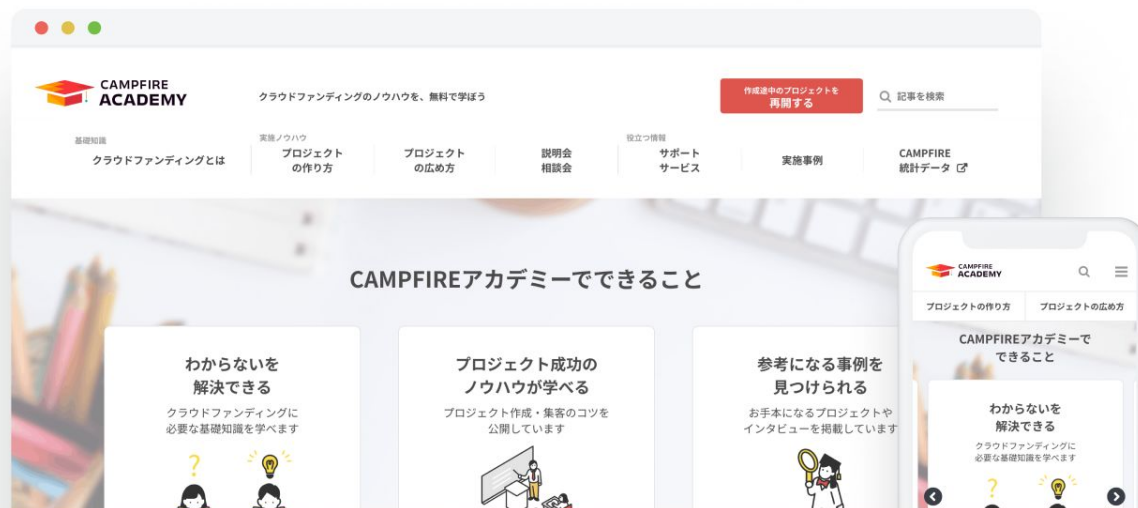 CAMPFIRE
ACADEMY
クラウドファンディングのノウハウを、無料で学ぼう
作成途中のプロジェクトを
再開する
記事を検索
基礎知識
クラウドファンディングとは
実施ノウハウ
プロジェクト
の作り方
プロジェクト
の広め方
説明会
相談会
役立つ情報
サポート
サービス
実施事例
CAMPFIRE
統計データ
CAMPFIREアカデミーでできること
わからないを
解決できる
クラウドファンディングに
必要な基礎知識を学べます
?
プロジェクト成功の
ノウハウが学べる
プロジェクト作成・集客のコツを
公開しています
参考になる事例を
見つけられる
お手本になるプロジェクトや
インタビューを掲載しています
CAMPFIRE
ACADEMY
プロジェクトの作り方
プロジェクトの広め方
CAMPFIREアカデミーで
できること
わからないを
解決できる
クラウドファンディングに
必要な基礎知識を学べます
?